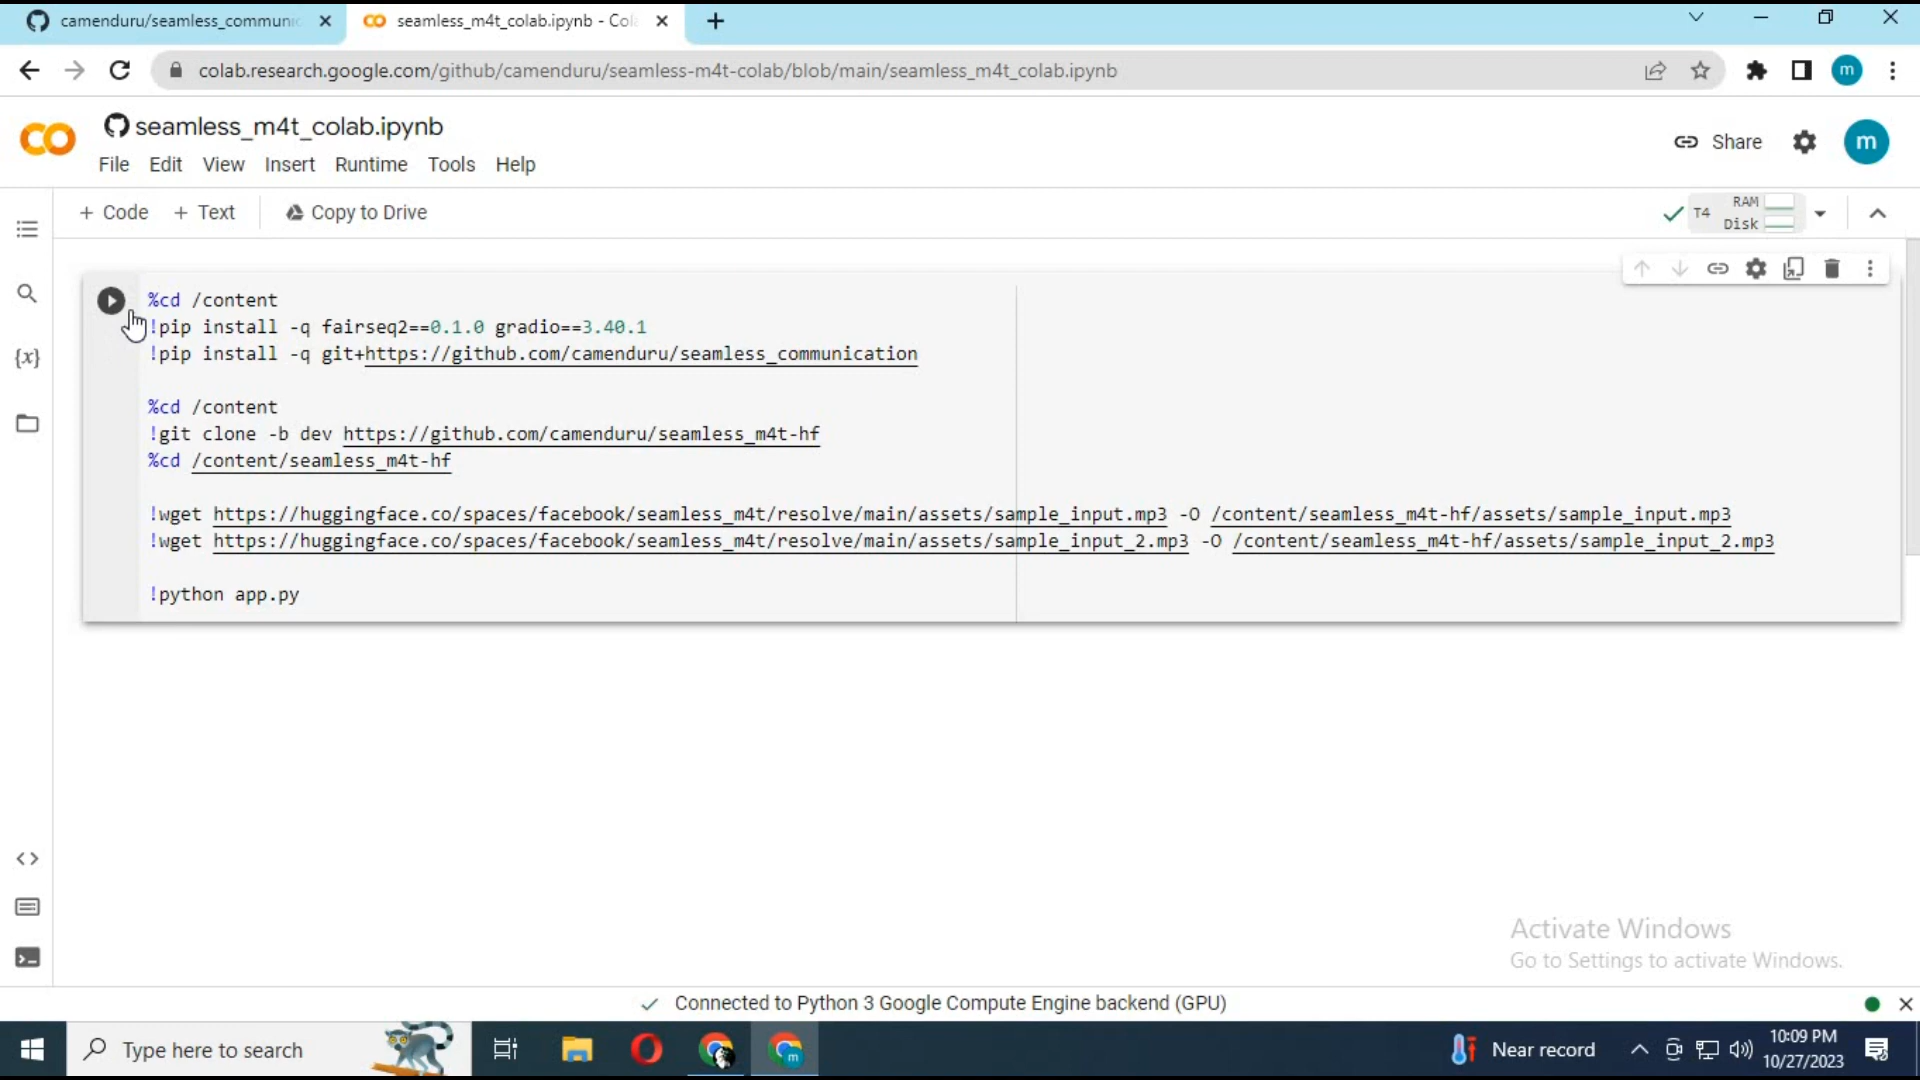 camenduru/seamless_communic
seamless_m4t_colab.ipynb - Col
colab.research.google.com/github/camenduru/seamless-m4t-colab/blob/main/seamless_m4t_colab.ipynb
m
CO
seamless_m4t_colab.ipynb
File Edit View Insert Runtime Tools Help
Share
m
+ Code + Text Copy to Drive
T4 RAM
Disk
%cd /content
!pip install -q fairseq2==0.1.0 gradio==3.40.1
!pip install -q git+https://github.com/camenduru/seamless_communication
%cd /content
!git clone -b dev https://github.com/camenduru/seamless_m4t-hf
%cd /content/seamless_m4t-hf
!wget https://huggingface.co/spaces/facebook/seamless_m4t/resolve/main/assets/sample_input.mp3 -O /content/seamless_m4t-hf/assets/sample_input.mp3
!wget https://huggingface.co/spaces/facebook/seamless_m4t/resolve/main/assets/sample_input_2.mp3 -O /content/seamless_m4t-hf/assets/sample_input_2.mp3
!python app.py
{x}
Activate Windows
Go to Settings to activate Windows.
Connected to Python 3 Google Compute Engine backend (GPU)
Type here to search
m
Near record
10:09 PM
10/27/2023